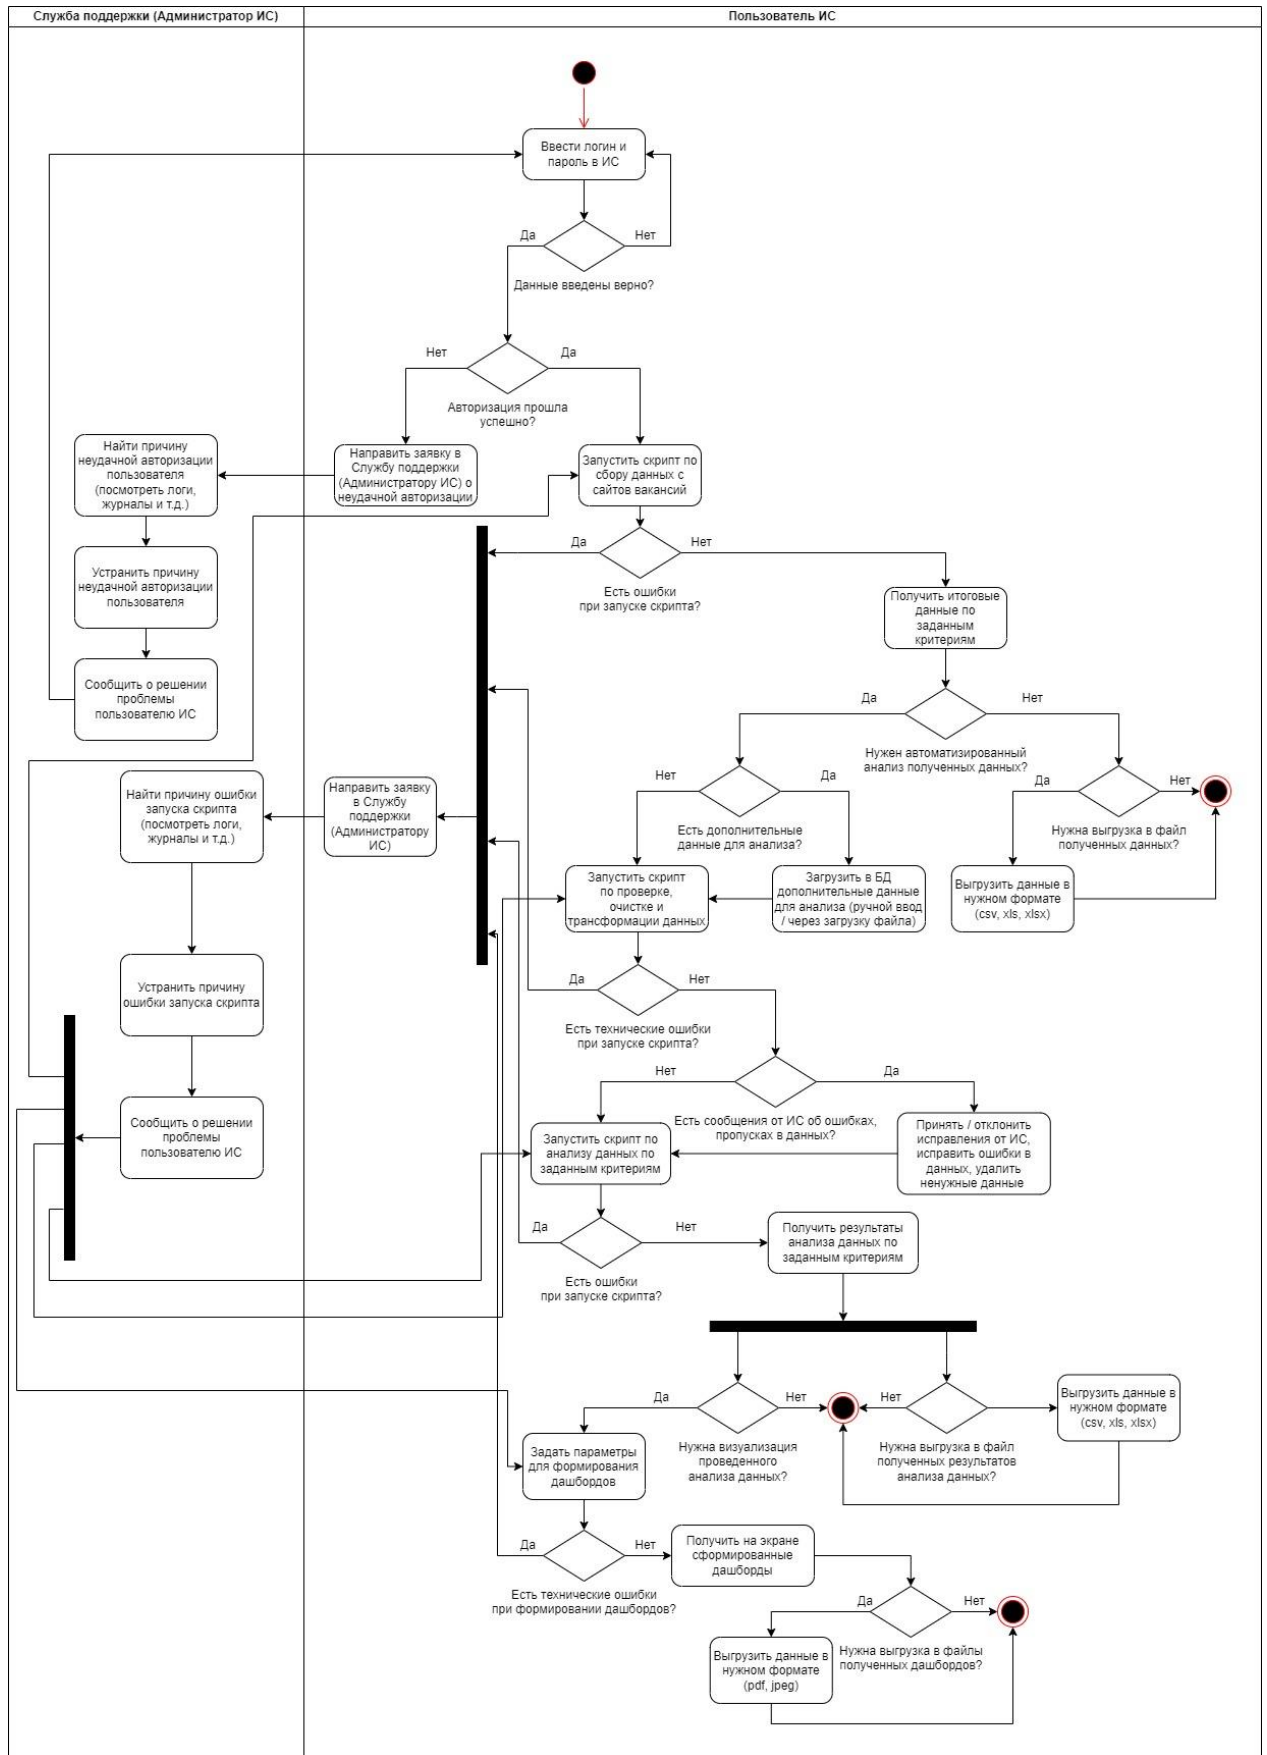 Служба поддержки (Администратор ИС)
Пользователь ИС
Ввести логин и
пароль в ИС
Да
Нет
Данные введены верно?
Нет
Да
Авторизация прошла
успешно?
Найти причину
неудачной авторизации
пользователя
(посмотреть логи,
журналы и т.д.)
Направить заявку в
Службу поддержки
(Администратору ИС) о
неудачной авторизации
Запустить скрипт по
сбору данных с
сайтов вакансий
Да
Нет
Есть ошибки
при запуске скрипта?
Устранить причину
неудачной авторизации
пользователя
Получить итоговые
данные по
заданным
критериям
Сообщить о решении
проблемы
пользователю ИС
Да
Нет
Нужен автоматизированный
анализ полученных данных?
Нет
Да
Есть дополнительные
данные для анализа?
Да
Нет
Нужна выгрузка в файл
полученных данных?
Найти причину ошибки
запуска скрипта
(посмотреть логи,
журналы и т.д.)
Направить заявку
в Службу
поддержки
(Администратору
ИС)
Запустить скрипт
по проверке,
очистке и
трансформации данных
Загрузить в БД
дополнительные данные
для анализа (ручной ввод
/ через загрузку файла)
Выгрузить данные в
нужном формате
(csv, xls, xlsx)
Устранить причину
ошибки запуска скрипта
Да
Нет
Есть технические ошибки
при запуске скрипта?
Нет
Да
Есть сообщения от ИС об ошибках,
пропусках в данных?
Сообщить о решении
проблемы
пользователю ИС
Запустить скрипт по
анализу данных по
заданным критериям
Принять / отклонить
исправления от ИС,
исправить ошибки в
данных, удалить
ненужные данные
Да
Нет
Есть ошибки
при запуске скрипта?
Получить результаты
анализа данных по
заданным критериям
Да
Нет
Нет
Нужна визуализация
проведенного
анализа данных?
Нужна выгрузка в файл
полученных результатов
анализа данных?
Выгрузить данные в
нужном формате
(csv, xls, xlsx)
Задать параметры
для формирования
дашбордов
Да
Нет
Есть технические ошибки
при формировании дашбордов?
Получить на экране
сформированные
дашборды
Да
Нет
Нужна выгрузка в файлы
полученных дашбордов?
Выгрузить данные в
нужном формате
(pdf, jpeg)